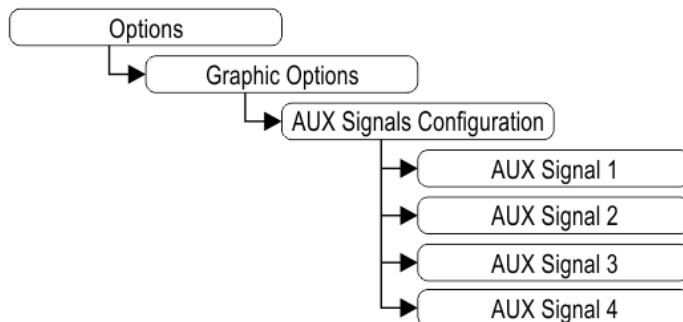 Options
Graphic Options
AUX Signals Configuration
AUX Signal 1
AUX Signal 2
AUX Signal 3
AUX Signal 4